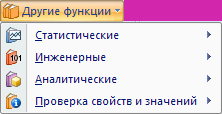 Другие функции
Статистические
Инженерные
Аналитические
Проверка свойств и значений